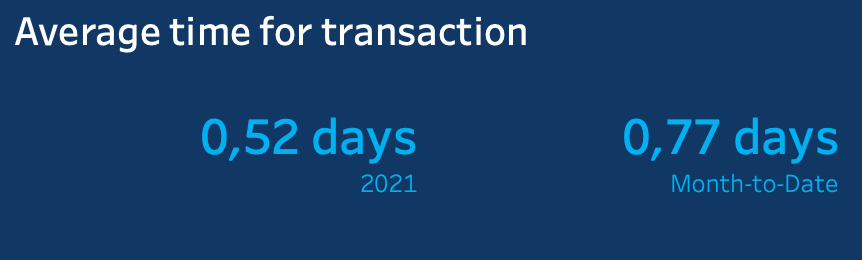 Average time for transaction
0,52 days
2021
0,77 days
Month-to-Date